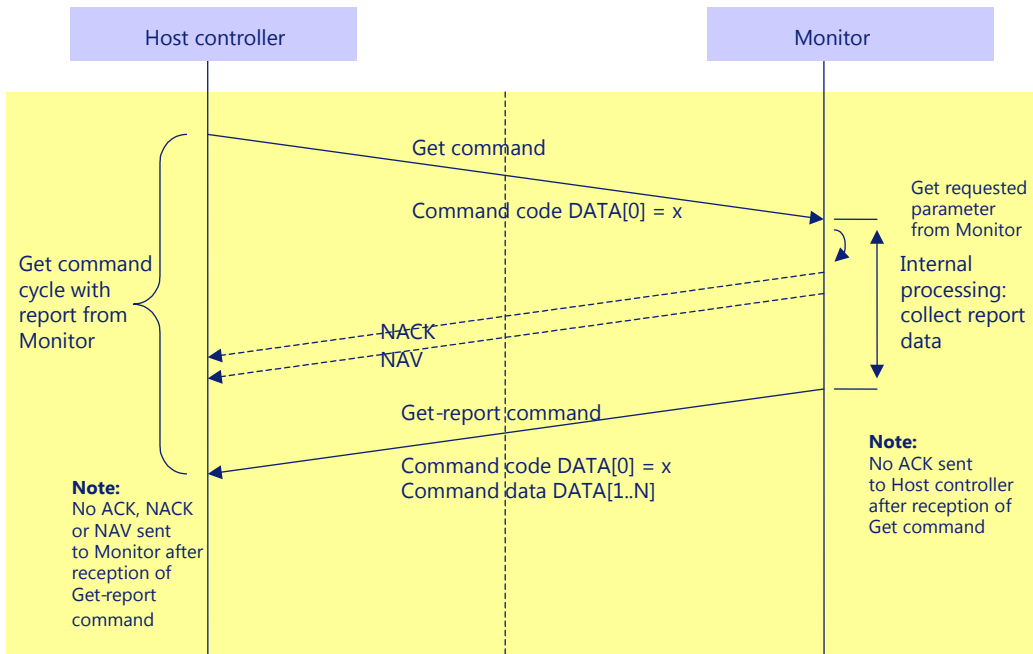 Host controller
Monitor
Get command
Command code DATA[0] = x
Get requested
parameter
from Monitor
Get command
cycle with
report from
Monitor
Internal
processing:
collect report
data
NACK
NAV
Get-report command
Command code DATA[0] = x
Command data DATA[1..N]
Note:
No ACK sent
to Host controller
after reception of
Get command
Note:
No ACK, NACK
or NAV sent
to Monitor after
reception of
Get-report
command